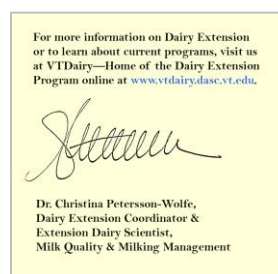 For more information on Dairy Extension
or to learn about current programs, visit us
at VTDairy—Home of the Dairy Extension
Program online at www.vtdairy.dasc.vt.edu.
Dr. Christina Petersson-Wolfe,
Dairy Extension Coordinator &
Extension Dairy Scientist,
Milk Quality & Milking Management